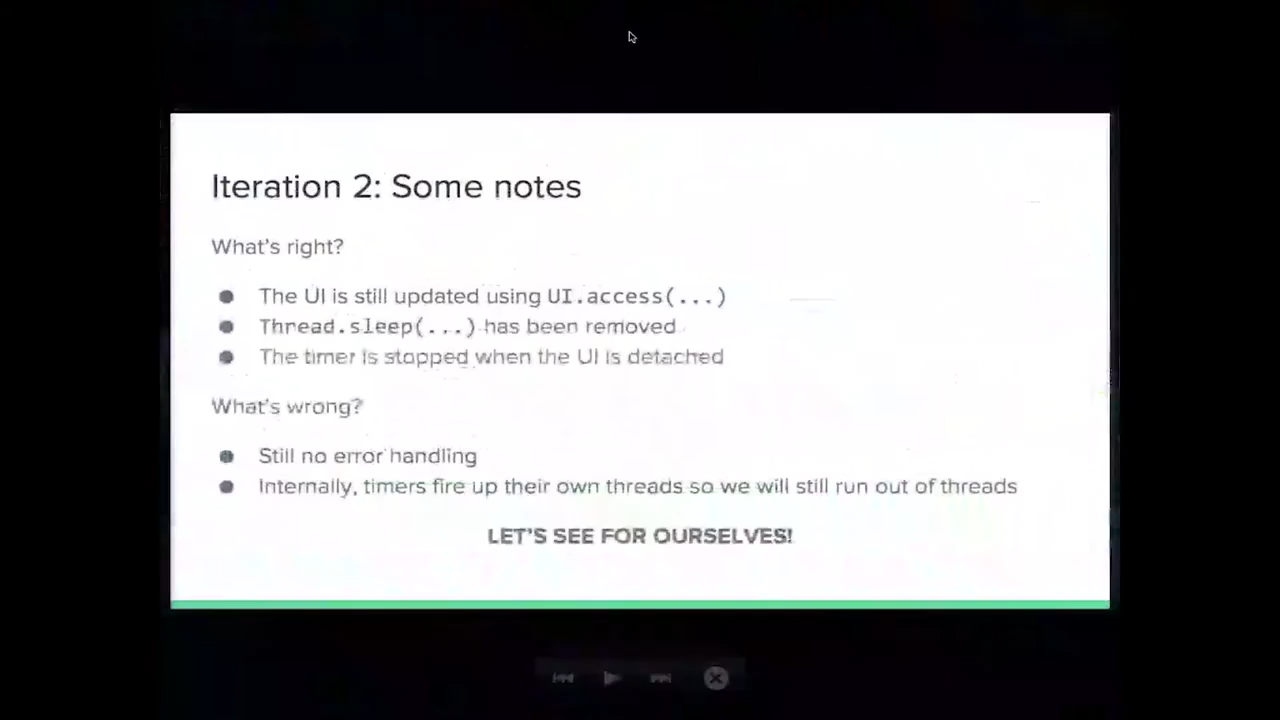 Iteration 2: Some notes
What's right?
● The UI is still updated using UI.access(...)
● Thread.sleep(...) has been removed
● The timer is stopped when the UI is detached
What's wrong?
● Still no error handling
● Internally, timers fire up their own threads so we will still run out of threads
LET'S SEE FOR OURSELVES!